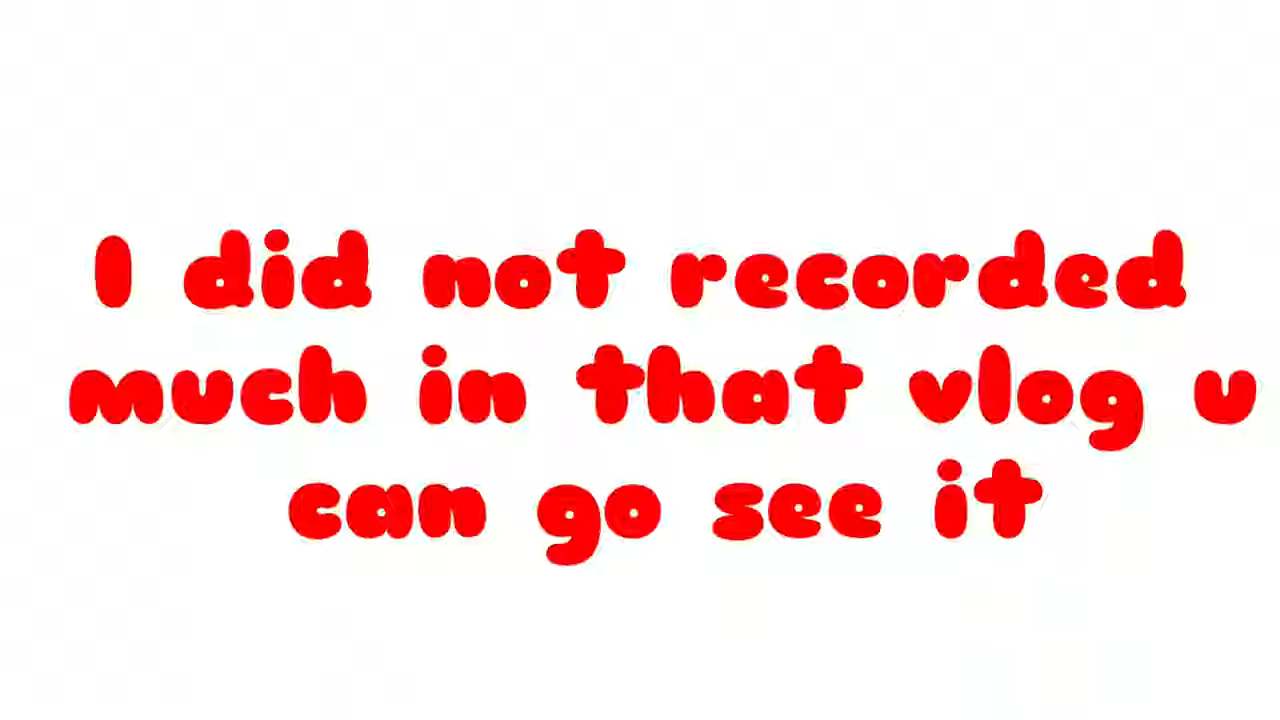 I did not recorded
much in that vlog u
can go see it